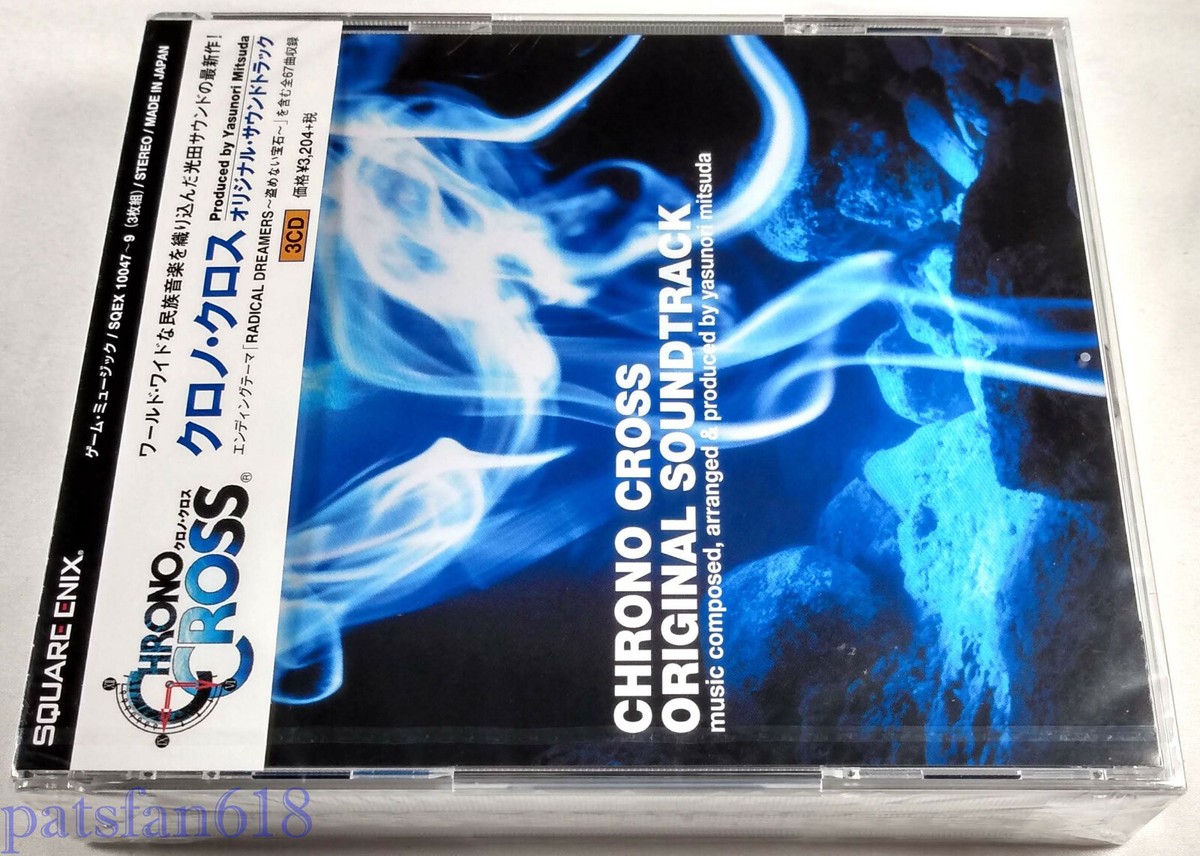 SQUARE ENIX®
ゲーム・ミュージック / SQEX 10047～9 (3枚組) / STEREO / MADE IN JAPAN
CHRONO
クロノ・クロス
CROSS®
ワールド・ワイドな民族音楽を織り込んだ光田サウンドの最新作！
クロノ・クロス Produced by Yasunori Mitsuda
オリジナル・サウンドトラック
エンディングテーマ「RADICAL DREAMERS～盗めない宝石～」を含む全67曲収録
3CD 価格¥3,204+税
CHRONO CROSS
ORIGINAL SOUNDTRACK
music composed, arranged & produced by yasunori mitsuda
patsfan618